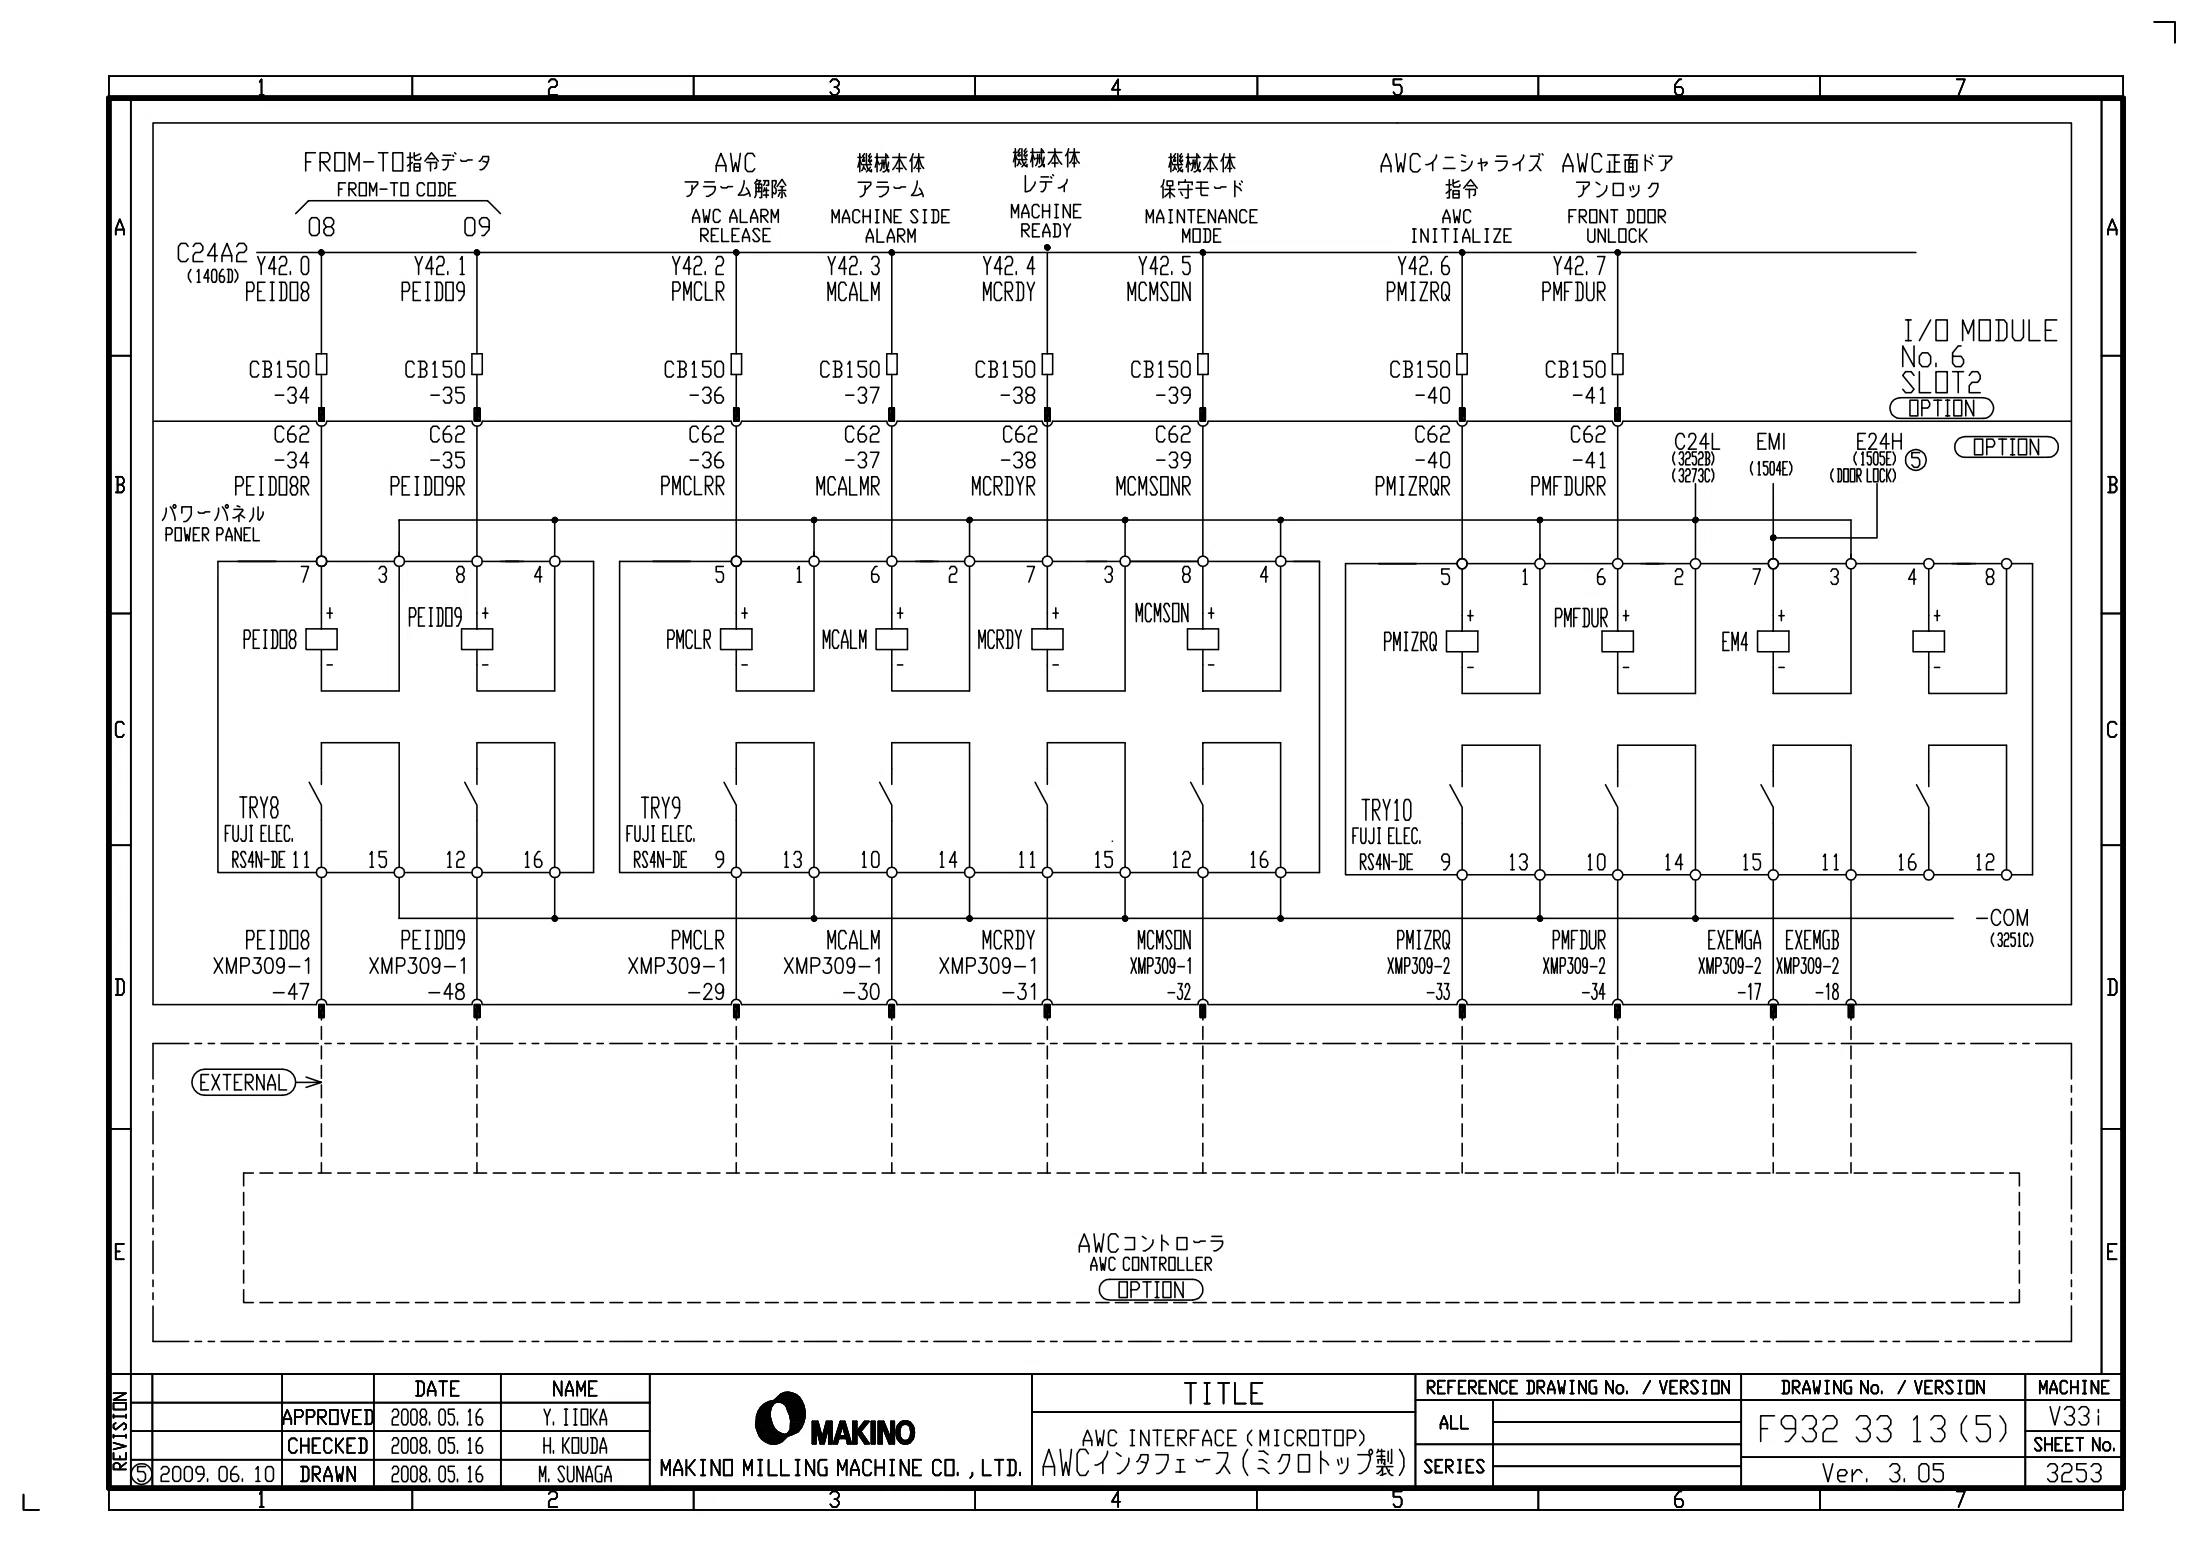 1 2 3 4 5 6 7
FROM-TO指令データ
FROM-TO CODE
08 09
AWC
アラーム解除
AWC ALARM
RELEASE
機械本体
アラーム
MACHINE SIDE
ALARM
機械本体
レディ
MACHINE
READY
機械本体
保守モード
MAINTENANCE
MODE
AWCイニシャライズ
指令
AWC
INITIALIZE
AWC正面ドア
アンロック
FRONT DOOR
UNLOCK
A A
C24A2
(1406D)
Y42.0 Y42.1 Y42.2 Y42.3 Y42.4 Y42.5 Y42.6 Y42.7
PEID08 PEID09 PMCLR MCALM MCRDY MCMSON PMIZRQ PMFDUR
I/O MODULE
No.6
SLOT2
OPTION
CB150 CB150 CB150 CB150 CB150 CB150 CB150 CB150
-34 -35 -36 -37 -38 -39 -40 -41
C62 C62 C62 C62 C62 C62 C62 C62
-34 -35 -36 -37 -38 -39 -40 -41
PEID08R PEID09R PMCLRR MCALMR MCRDYR MCMSONR PMIZRQR PMFDURR
C24L
(3252B)
(3273C)
EMI
(1504E)
E24H
(1505E)
(DOOR LOCK)
⑤
OPTION
B B
パワーパネル
POWER PANEL
7 3 8 4 5 1 6 2 7 3 8 4 5 1 6 2 7 3 4 8
+ + + + + + + + +
PEID08 PEID09 PMCLR MCALM MCRDY MCMSON PMIZRQ PMFDUR EM4
- - - - - - - - - -
C C
TRY8
FUJI ELEC.
RS4N-DE 11 15 12 16
TRY9
FUJI ELEC.
RS4N-DE 9 13 10 14 11 15 12 16
TRY10
FUJI ELEC.
RS4N-DE 9 13 10 14 15 11 16 12
-COM
(3251C)
PEID08 PEID09 PMCLR MCALM MCRDY MCMSON PMIZRQ PMFDUR EXEMGA EXEMGB
XMP309-1 XMP309-1 XMP309-1 XMP309-1 XMP309-1 XMP309-1 XMP309-2 XMP309-2 XMP309-2 XMP309-2
-47 -48 -29 -30 -31 -32 -33 -34 -17 -18
D D
EXTERNAL
E E
AWCコントローラ
AWC CONTROLLER
OPTION
REVISION
DATE NAME
APPROVED 2008.05.16 Y.IIOKA
CHECKED 2008.05.16 H.KOUDA
⑤ 2009.06.10 DRAWN 2008.05.16 M.SUNAGA
MAKINO
MAKINO MILLING MACHINE CO.,LTD.
TITLE
AWC INTERFACE(MICROTOP)
AWCインタフェース(ミクロトップ製)
REFERENCE DRAWING No. / VERSION
ALL
SERIES
DRAWING No. / VERSION
F932 33 13(5)
Ver. 3.05
MACHINE
V33i
SHEET No.
3253
1 2 3 4 5 6 7